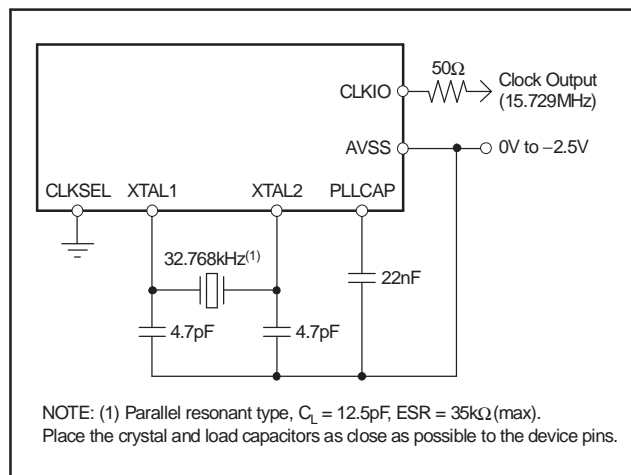 50Ω
CLKIO
Clock Output
(15.729MHz)
AVSS
0V to −2.5V
CLKSEL XTAL1 XTAL2 PLLCAP
32.768kHz(1)
22nF
4.7pF 4.7pF
NOTE: (1) Parallel resonant type, CL = 12.5pF, ESR = 35kΩ (max).
Place the crystal and load capacitors as close as possible to the device pins.